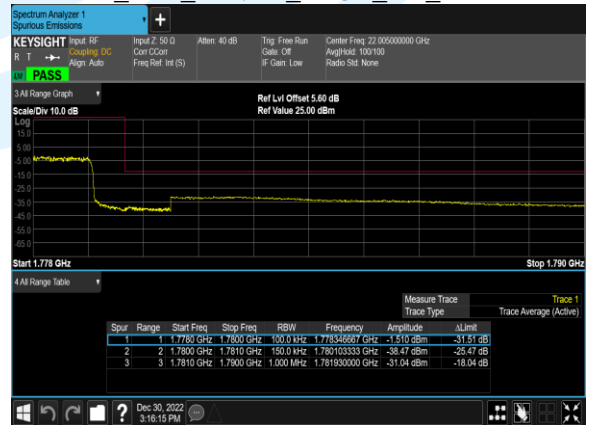 Spectrum Analyzer 1
Spurious Emissions
+
KEYSIGHT Input: RF Input Z: 50 Ω Atten: 40 dB Trig: Free Run Center Freq: 22.005000000 GHz
R T Coupling: DC Corr CCorr Gate: Off Avg|Hold: 100/100
Align: Auto Freq Ref: Int (S) IF Gain: Low Radio Std: None
PASS
3 All Range Graph
Ref Lvl Offset 5.60 dB
Scale/Div 10.0 dB Ref Value 25.00 dBm
Log
15.0
5.00
-5.00
-15.0
-25.0
-35.0
-45.0
-55.0
-65.0
Start 1.778 GHz Stop 1.790 GHz
4 All Range Table
Measure Trace Trace 1
Trace Type Trace Average (Active)
Spur Range Start Freq Stop Freq RBW Frequency Amplitude ΔLimit
1 1 1.7780 GHz 1.7800 GHz 100.0 kHz 1.778346667 GHz -1.510 dBm -31.51 dB
2 2 1.7800 GHz 1.7810 GHz 150.0 kHz 1.780103333 GHz -38.47 dBm -25.47 dB
3 3 1.7810 GHz 1.7900 GHz 1.000 MHz 1.781930000 GHz -31.04 dBm -18.04 dB
? Dec 30, 2022
3:16:15 PM